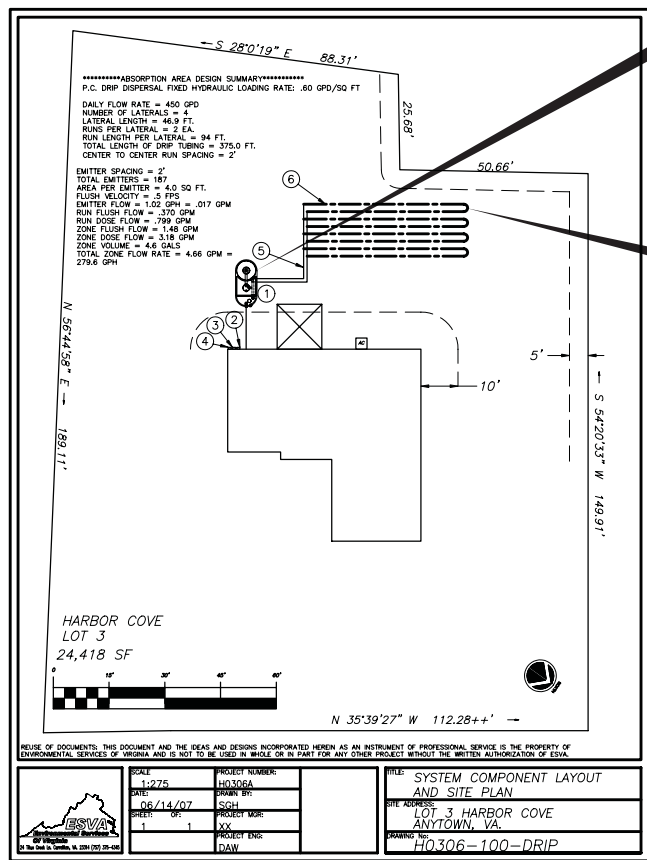 S 28°0'19" E 88.31'
**********ABSORPTION AREA DESIGN SUMMARY***********
P.C. DRIP DISPERSAL FIXED HYDRAULIC LOADING RATE: .60 GPD/SQ FT
DAILY FLOW RATE = 450 GPD
NUMBER OF LATERALS = 4
LATERAL LENGTH = 46.9 FT.
RUNS PER LATERAL = 2 EA.
RUN LENGTH PER LATERAL = 94 FT.
TOTAL LENGTH OF DRIP TUBING = 375.0 FT.
CENTER TO CENTER RUN SPACING = 2'
EMITTER SPACING = 2'
TOTAL EMITTERS = 187
AREA PER EMITTER = 4.0 SQ FT.
FLUSH VELOCITY = .5 FPS
EMITTER FLOW = 1.02 GPH = .017 GPM
RUN FLUSH FLOW = .370 GPM
RUN DOSE FLOW = .799 GPM
ZONE FLUSH FLOW = 1.48 GPM
ZONE DOSE FLOW = 3.18 GPM
ZONE VOLUME = 4.6 GALS
TOTAL ZONE FLOW RATE = 4.66 GPM =
279.6 GPH
25.68'
50.66'
6
5
1
2
3
4
AC
5'
10'
N 56°44'58" E
189.11'
S 54°20'33" W 149.91'
HARBOR COVE
LOT 3
24,418 SF
0 15' 30' 45' 60'
N 35°39'27" W 112.28++'
REUSE OF DOCUMENTS: THIS DOCUMENT AND THE IDEAS AND DESIGNS INCORPORATED HEREIN AS AN INSTRUMENT OF PROFESSIONAL SERVICE IS THE PROPERTY OF
ENVIRONMENTAL SERVICES OF VIRGINIA AND IS NOT TO BE USED IN WHOLE OR IN PART FOR ANY OTHER PROJECT WITHOUT THE WRITTEN AUTHORIZATION OF ESVA.
ESVA
Environmental Services
Of Virginia
SCALE
1:275
PROJECT NUMBER:
H0306A
DATE:
06/14/07
DRAWN BY:
SGH
SHEET: OF:
1 1
PROJECT MGR:
XX
PROJECT ENG:
DAW
TITLE:
SYSTEM COMPONENT LAYOUT
AND SITE PLAN
SITE ADDRESS:
LOT 3 HARBOR COVE
ANYTOWN, VA.
DRAWING No:
H0306-100-DRIP